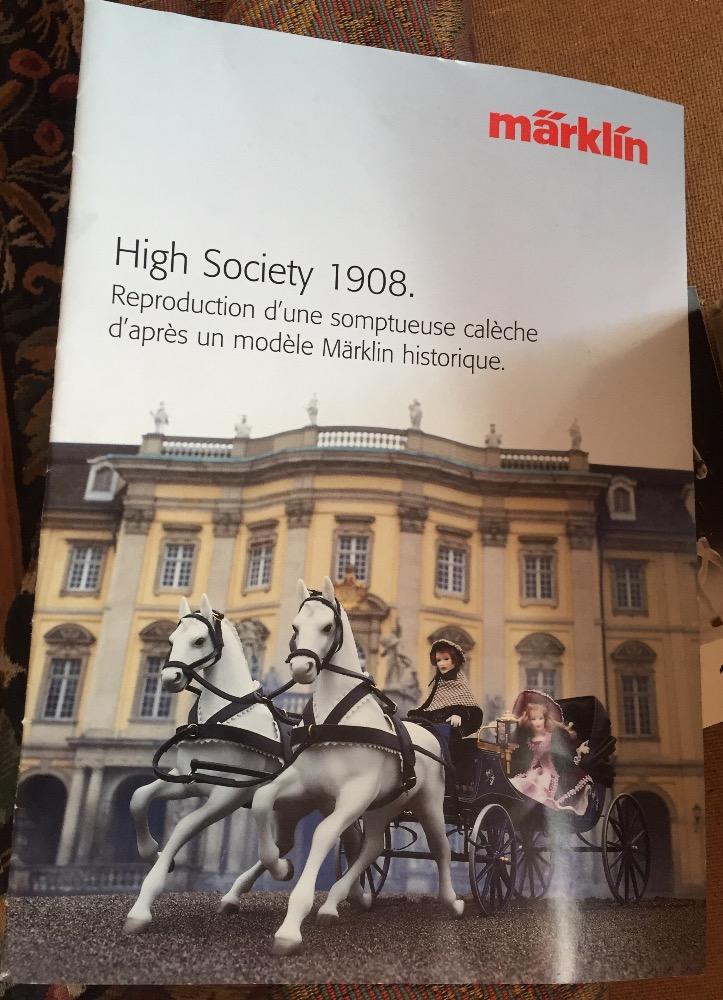 märklin
High Society 1908.
Reproduction d'une somptueuse calèche
d'après un modèle Märklin historique.